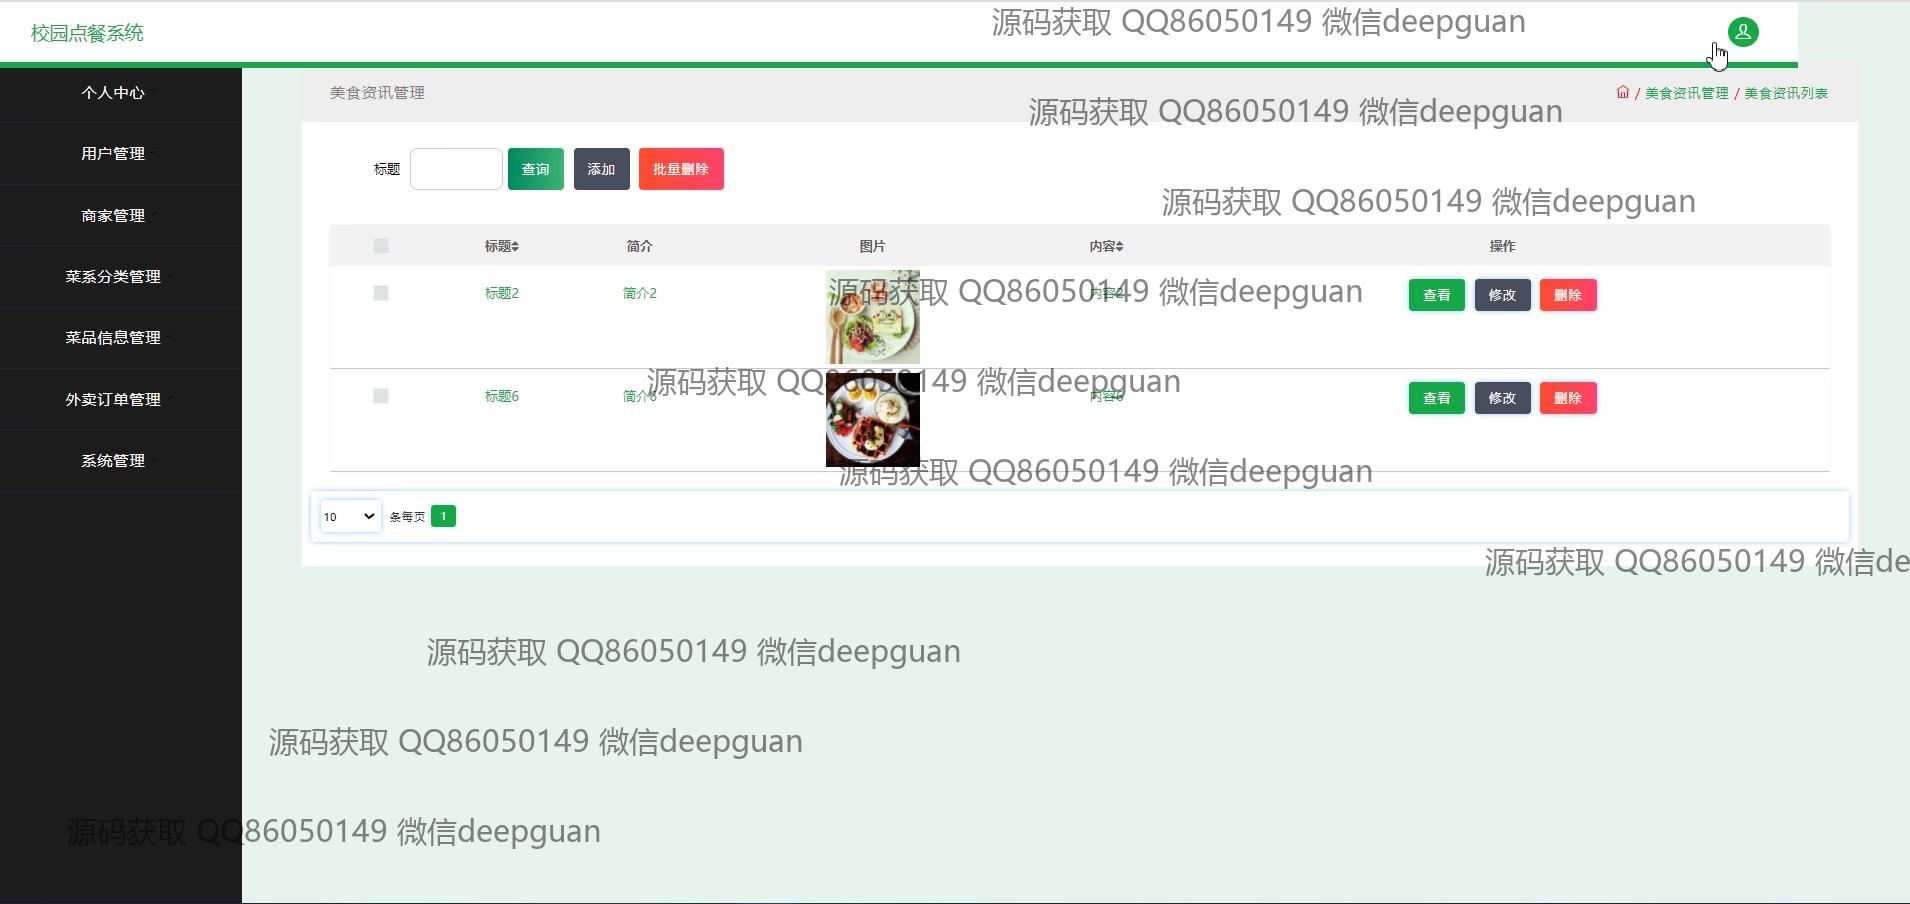 校园点餐系统
源码获取 QQ86050149 微信deepguan
个人中心
用户管理
商家管理
菜系分类管理
菜品信息管理
外卖订单管理
系统管理
美食资讯管理
/ 美食资讯管理 / 美食资讯列表
源码获取 QQ86050149 微信deepguan
标题 查询 添加 批量删除
源码获取 QQ86050149 微信deepguan
标题 简介 图片 内容 操作
标题2 简介2 内容2 查看 修改 删除
源码获取 QQ86050149 微信deepguan
源码获取 QQ86050149 微信deepguan
标题6 简介6 内容6 查看 修改 删除
源码获取 QQ86050149 微信deepguan
10 条每页 1
源码获取 QQ86050149 微信de
源码获取 QQ86050149 微信deepguan
源码获取 QQ86050149 微信deepguan
源码获取 QQ86050149 微信deepguan